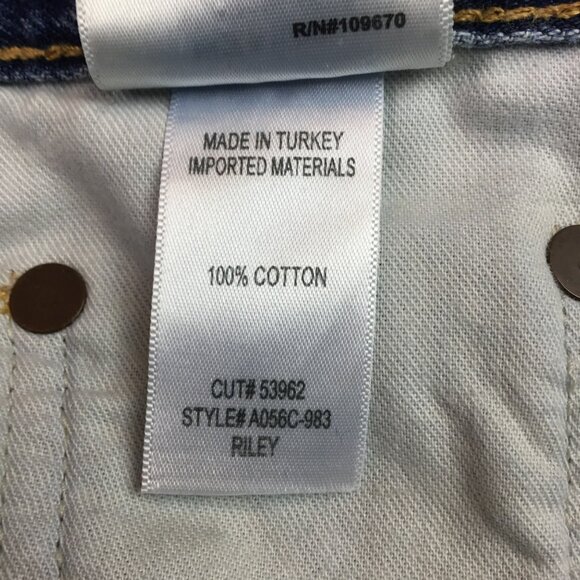 R/N#109670
MADE IN TURKEY
IMPORTED MATERIALS
100% COTTON
CUT# 53962
STYLE# A056C-983
RILEY